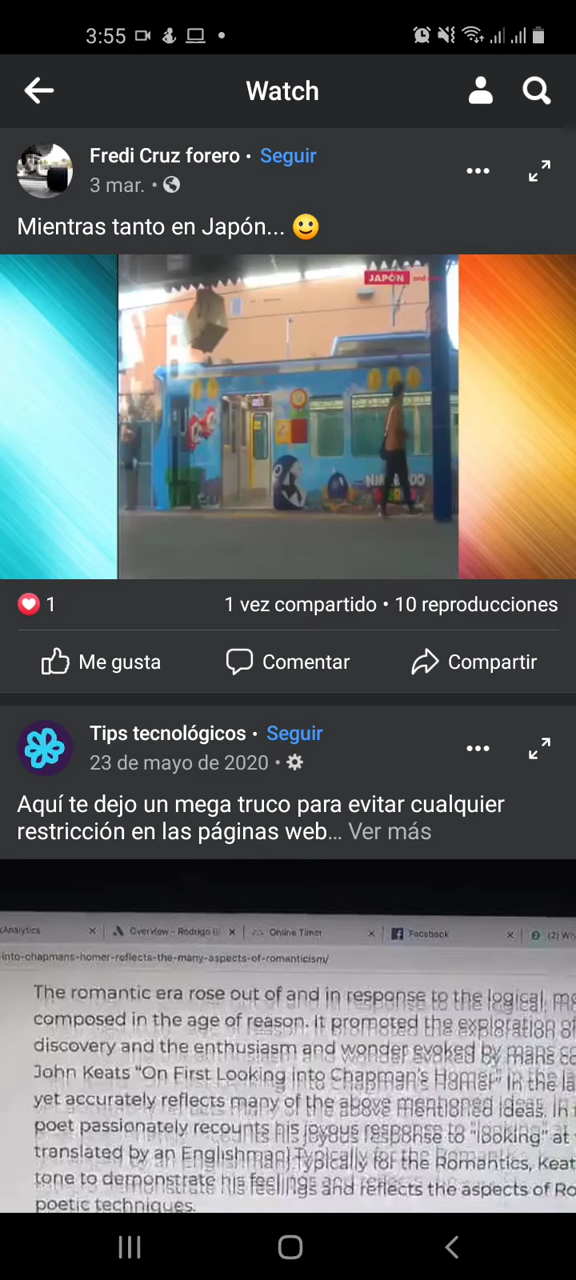 3:55
Watch
Fredi Cruz forero • Seguir
3 mar. •
Mientras tanto en Japón... 🙂
JAPÓN
1
1 vez compartido • 10 reproducciones
Me gusta
Comentar
Compartir
Tips tecnológicos • Seguir
23 de mayo de 2020 •
Aquí te dejo un mega truco para evitar cualquier
restricción en las páginas web... Ver más
Analytics × Overview - Rodrigo × Online Timer × Facebook × (2)
-into-chapmans-homer-reflects-the-many-aspects-of-romanticism/
The romantic era rose out of and in response to the logical,
composed in the age of reason. It promoted the exploration of
discovery and the enthusiasm and wonder evoked by mans
John Keats "On First Looking into Chapman's Homer" In the
yet accurately reflects many of the above mentioned ideas. In
poet passionately recounts his joyous response to "looking" at
translated by an Englishman) Typically for the Romantics,
tone to demonstrate his feelings and reflects the aspects of
poetic techniques.